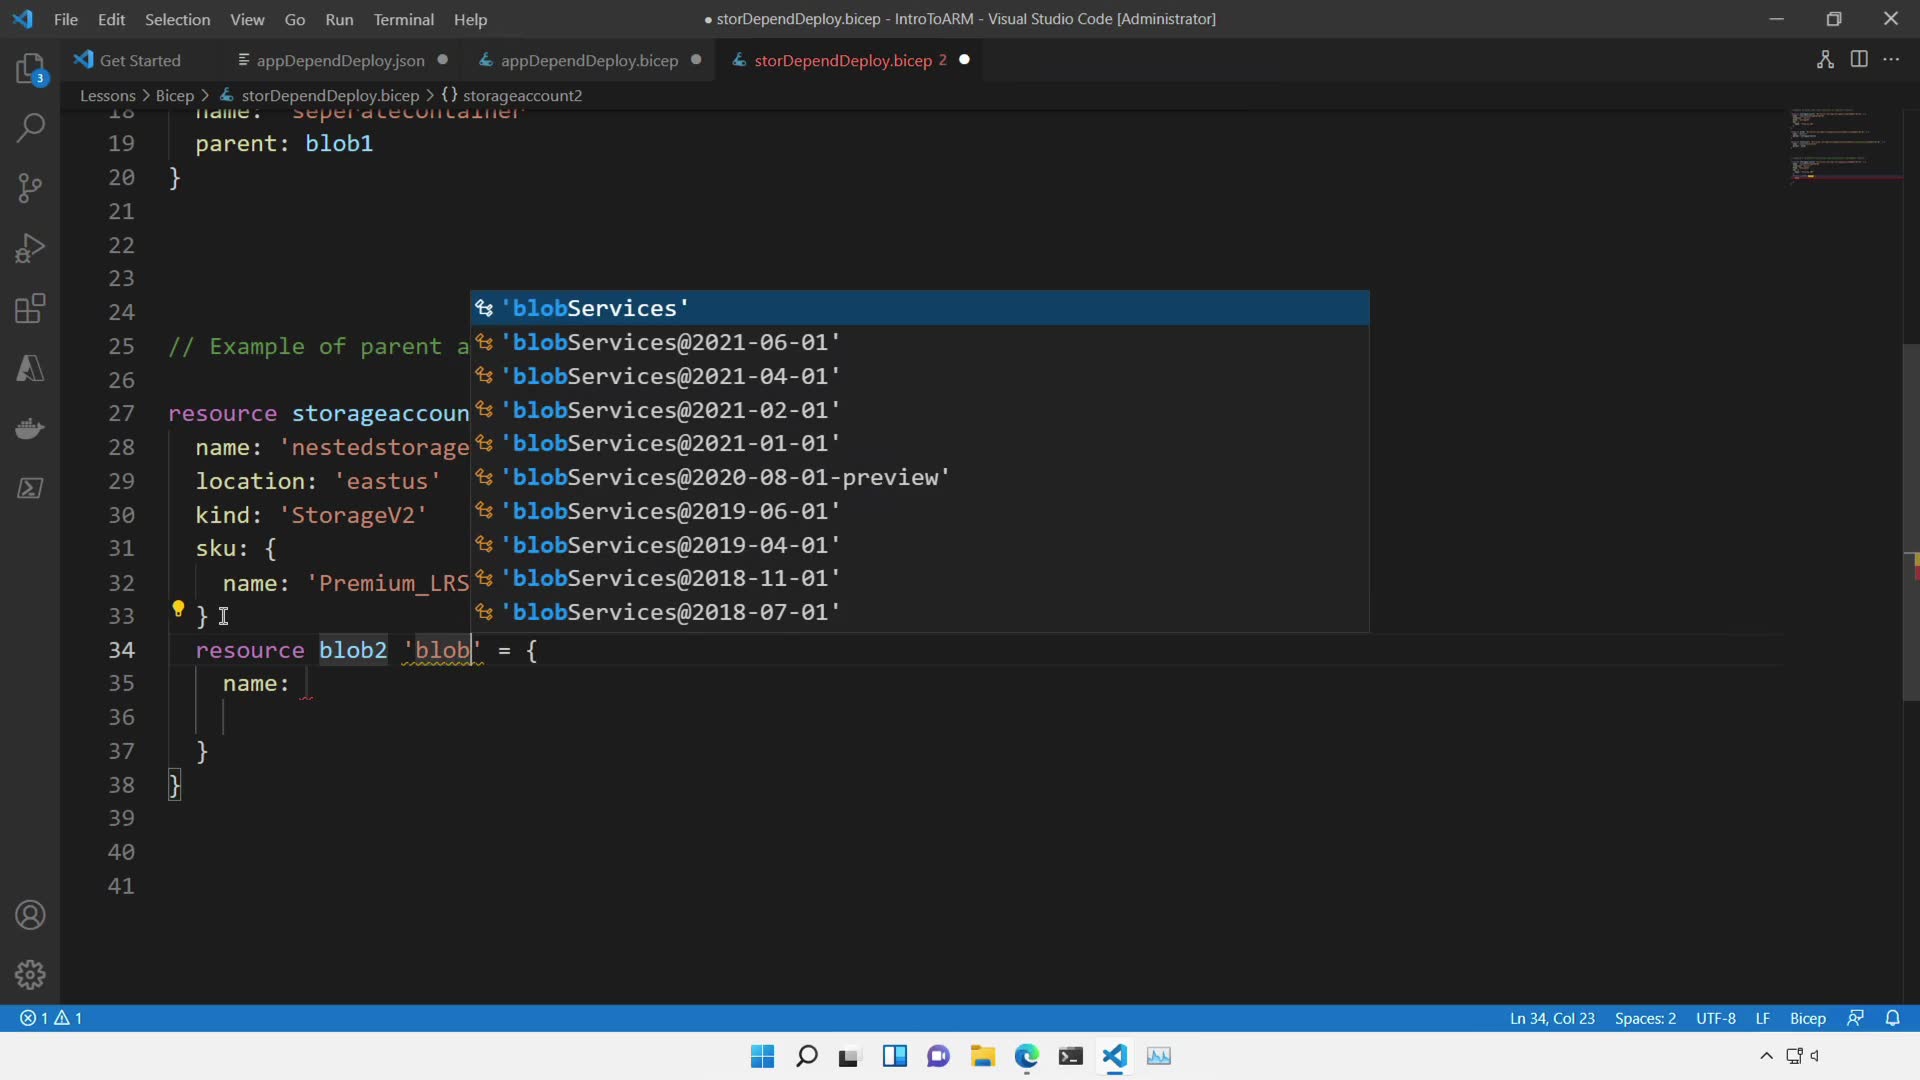 File Edit Selection View Go Run Terminal Help
● storDependDeploy.bicep - IntroToARM - Visual Studio Code [Administrator]
Get Started
appDependDeploy.json
appDependDeploy.bicep
storDependDeploy.bicep 2
Lessons > Bicep > storDependDeploy.bicep > {} storageaccount2
3
18 name: 'seperatecontainer'
19 parent: blob1
20 }
21
22
23
24
25 // Example of parent a
26
27 resource storageaccoun
28 name: 'nestedstorage
29 location: 'eastus'
30 kind: 'StorageV2'
31 sku: {
32 name: 'Premium_LRS
33 }
34 resource blob2 'blob' = {
35 name:
36
37 }
38 }
39
40
41
'blobServices'
'blobServices@2021-06-01'
'blobServices@2021-04-01'
'blobServices@2021-02-01'
'blobServices@2021-01-01'
'blobServices@2020-08-01-preview'
'blobServices@2019-06-01'
'blobServices@2019-04-01'
'blobServices@2018-11-01'
'blobServices@2018-07-01'
1 1
Ln 34, Col 23 Spaces: 2 UTF-8 LF Bicep